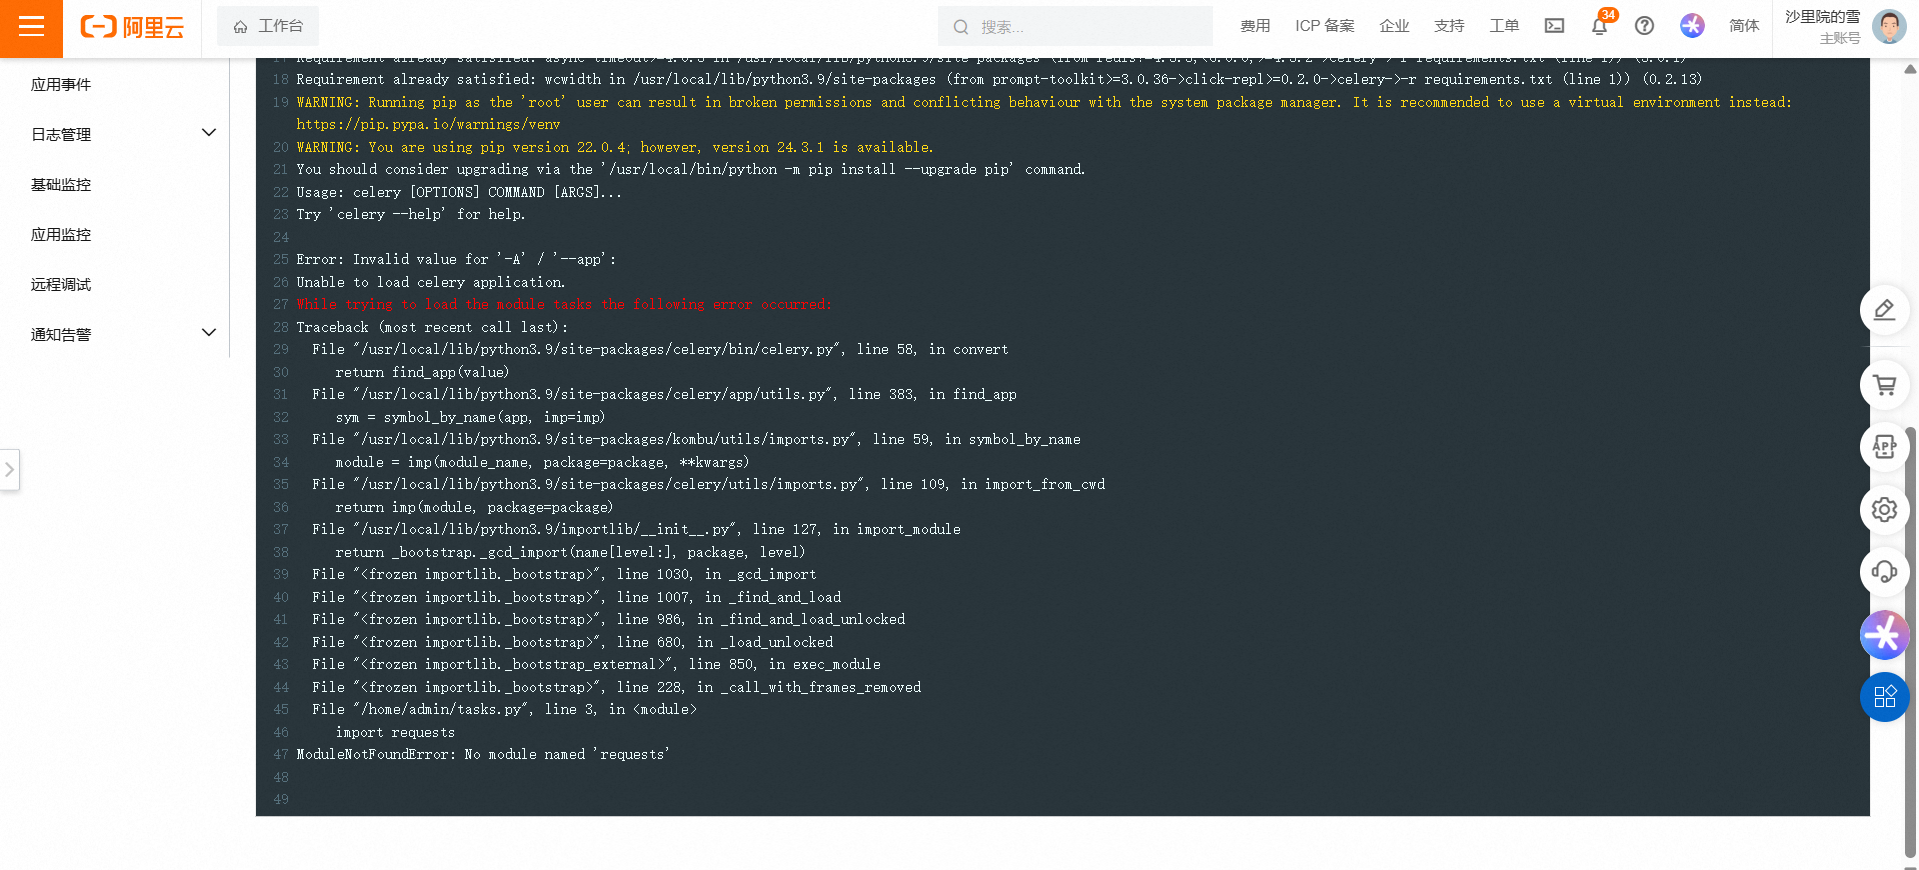 阿里云
工作台
搜索...
费用
ICP 备案
企业
支持
工单
34
简体
沙里院的雪
主账号
应用事件
日志管理
基础监控
应用监控
远程调试
通知告警
18 Requirement already satisfied: wcwidth in /usr/local/lib/python3.9/site-packages (from prompt-toolkit>=3.0.36->click-repl>=0.2.0->celery->-r requirements.txt (line 1)) (0.2.13)
19 WARNING: Running pip as the 'root' user can result in broken permissions and conflicting behaviour with the system package manager. It is recommended to use a virtual environment instead:
https://pip.pypa.io/warnings/venv
20 WARNING: You are using pip version 22.0.4; however, version 24.3.1 is available.
21 You should consider upgrading via the '/usr/local/bin/python -m pip install --upgrade pip' command.
22 Usage: celery [OPTIONS] COMMAND [ARGS]...
23 Try 'celery --help' for help.
24
25 Error: Invalid value for '-A' / '--app':
26 Unable to load celery application.
27 While trying to load the module tasks the following error occurred:
28 Traceback (most recent call last):
29 File "/usr/local/lib/python3.9/site-packages/celery/bin/celery.py", line 58, in convert
30 return find_app(value)
31 File "/usr/local/lib/python3.9/site-packages/celery/app/utils.py", line 383, in find_app
32 sym = symbol_by_name(app, imp=imp)
33 File "/usr/local/lib/python3.9/site-packages/kombu/utils/imports.py", line 59, in symbol_by_name
34 module = imp(module_name, package=package, **kwargs)
35 File "/usr/local/lib/python3.9/site-packages/celery/utils/imports.py", line 109, in import_from_cwd
36 return imp(module, package=package)
37 File "/usr/local/lib/python3.9/importlib/__init__.py", line 127, in import_module
38 return _bootstrap._gcd_import(name[level:], package, level)
39 File "<frozen importlib._bootstrap>", line 1030, in _gcd_import
40 File "<frozen importlib._bootstrap>", line 1007, in _find_and_load
41 File "<frozen importlib._bootstrap>", line 986, in _find_and_load_unlocked
42 File "<frozen importlib._bootstrap>", line 680, in _load_unlocked
43 File "<frozen importlib._bootstrap_external>", line 850, in exec_module
44 File "<frozen importlib._bootstrap>", line 228, in _call_with_frames_removed
45 File "/home/admin/tasks.py", line 3, in <module>
46 import requests
47 ModuleNotFoundError: No module named 'requests'
48
49
APP